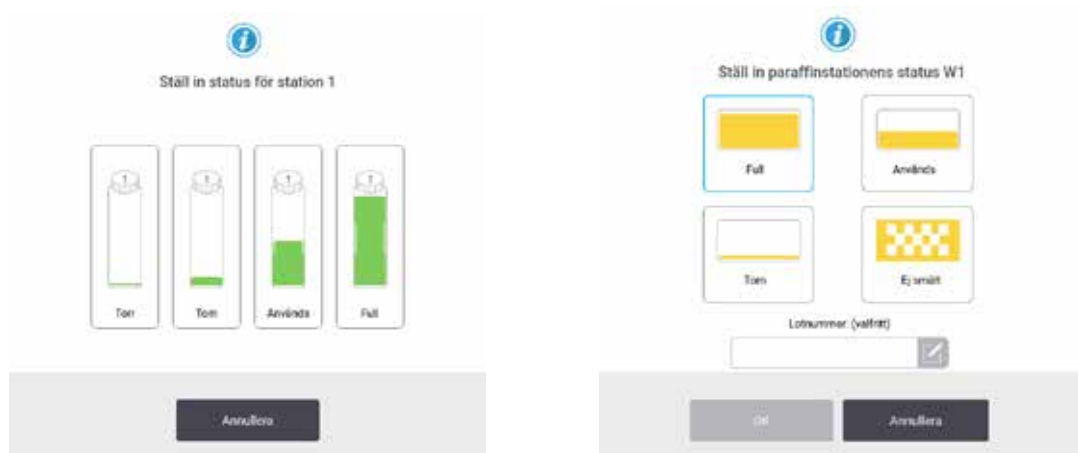 Ställ in status för station 1
1
1
1
1
Torr
Tom
Används
Full
Annullera
Ställ in paraffinstationens status W1
Full
Används
Tom
Ej smält
Lotnummer: (valfritt)
OK
Annullera